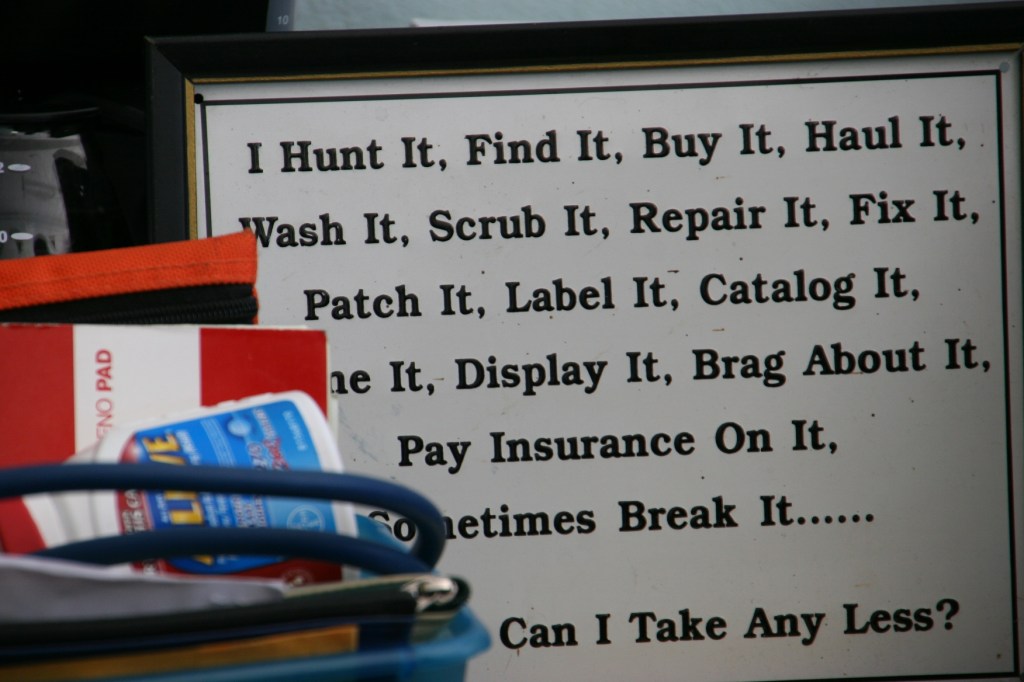 10
I Hunt It, Find It, Buy It, Haul It,
Wash It, Scrub It, Repair It, Fix It,
Patch It, Label It, Catalog It,
It, Display It, Brag About It,
Pay Insurance On It,
Sometimes Break It......
Can I Take Any Less?
PAD